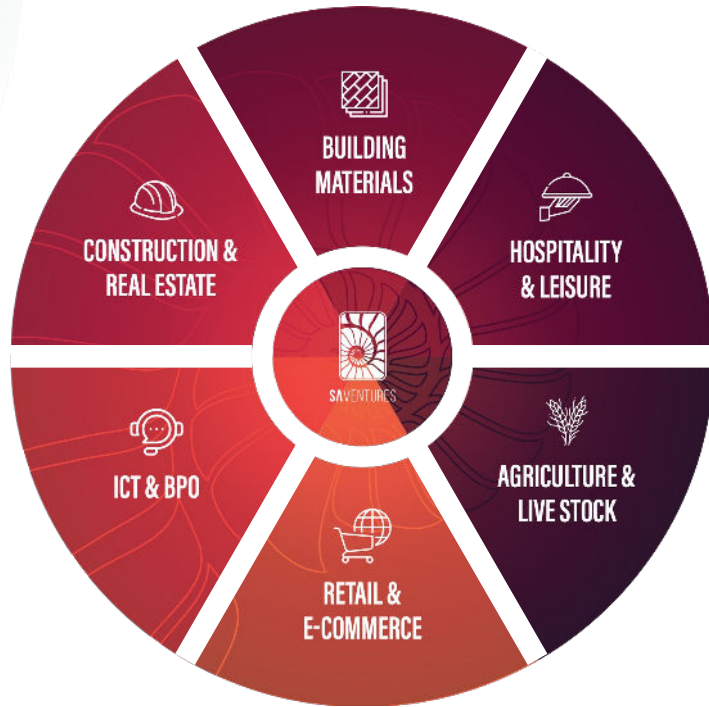 BUILDING
MATERIALS
HOSPITALITY
& LEISURE
AGRICULTURE &
LIVE STOCK
RETAIL &
E-COMMERCE
ICT & BPO
CONSTRUCTION &
REAL ESTATE
SAVENTURES